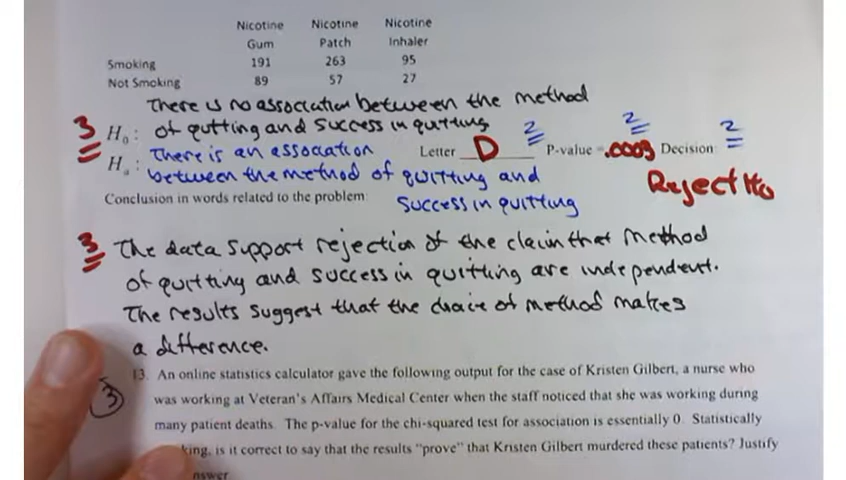 Nicotine Nicotine Nicotine
Gum Patch Inhaler
Smoking 191 263 95
Not Smoking 89 57 27
There is no association between the method
3 H₀: of quitting and success in quitting
Hₐ: There is an association Letter D 2 P-value = .0003 2 Decision: 2
between the method of quitting and Reject H₀
Conclusion in words related to the problem: success in quitting
3 The data support rejection of the claim that method
of quitting and success in quitting are independent.
The results suggest that the choice of method makes
a difference.
3 13. An online statistics calculator gave the following output for the case of Kristen Gilbert, a nurse who
was working at Veteran's Affairs Medical Center when the staff noticed that she was working during
many patient deaths. The p-value for the chi-squared test for association is essentially 0. Statistically
is it correct to say that the results "prove" that Kristen Gilbert murdered these patients? Justify